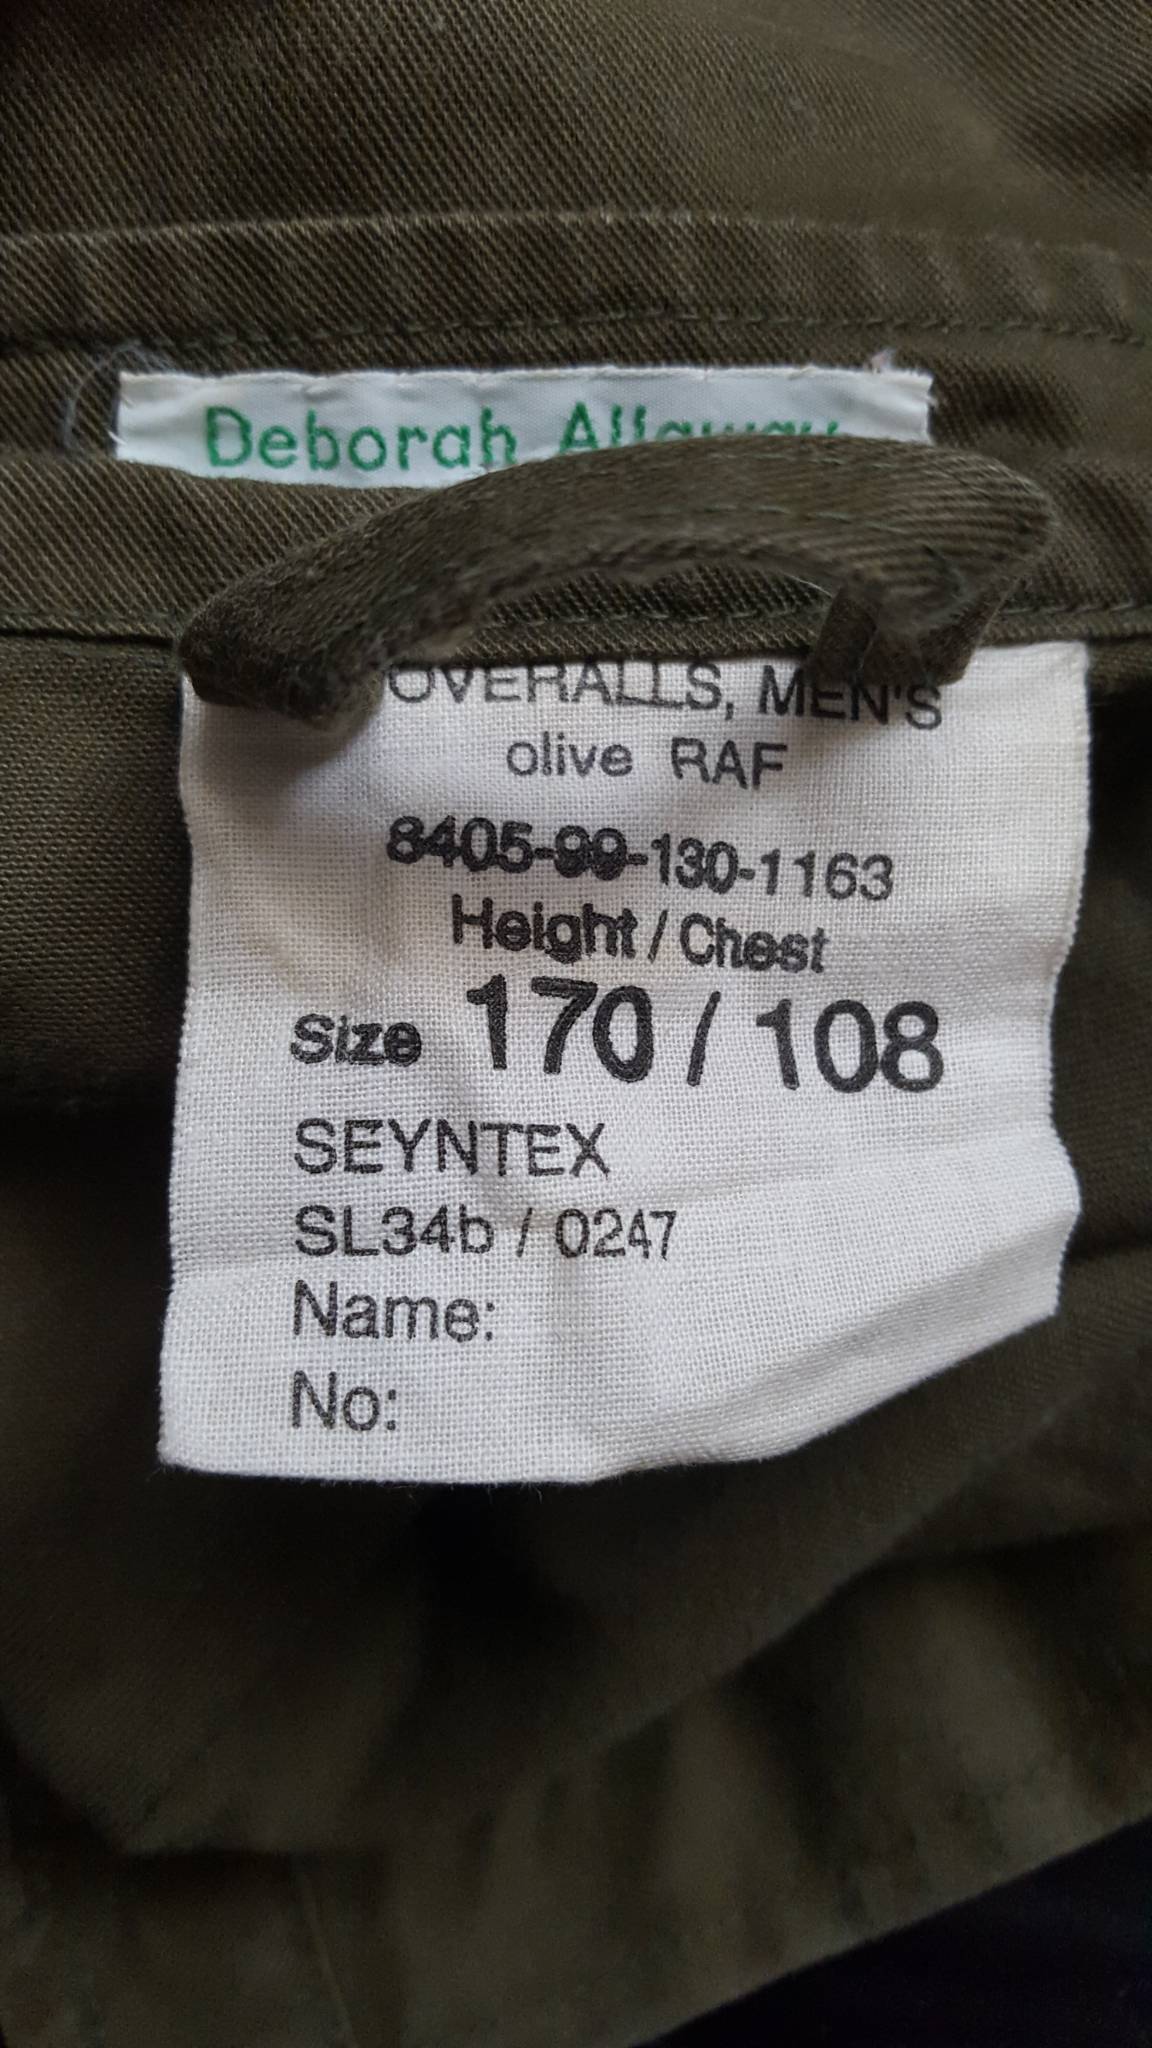 Deborah Allaway
OVERALLS, MEN'S
olive RAF
8405-99-130-1163
Height / Chest
Size 170 / 108
SEYNTEX
SL34b / 0247
Name:
No: